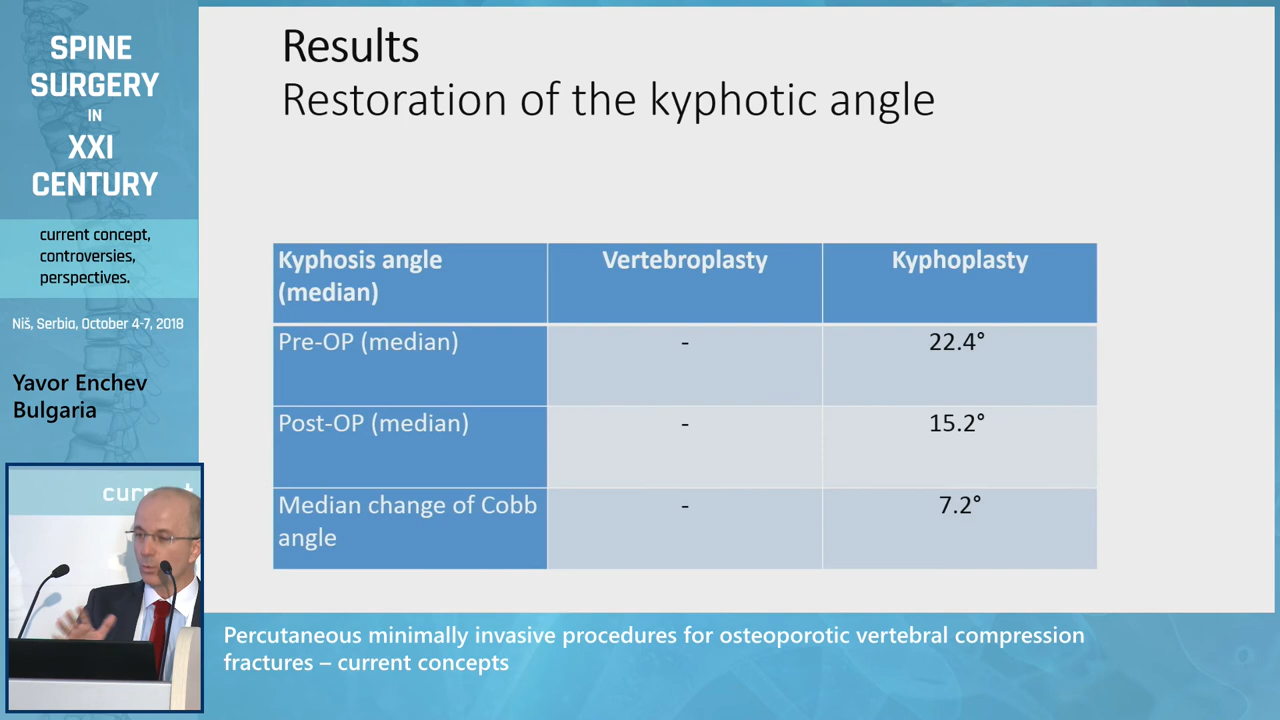 SPINE
SURGERY
IN
XXI
CENTURY
current concept,
controversies,
perspectives.
Niš, Serbia, October 4-7, 2018
Yavor Enchev
Bulgaria
Results
Restoration of the kyphotic angle
Kyphosis angle
(median)
Vertebroplasty
Kyphoplasty
Pre-OP (median)
-
22.4°
Post-OP (median)
-
15.2°
Median change of Cobb
angle
-
7.2°
Percutaneous minimally invasive procedures for osteoporotic vertebral compression
fractures – current concepts